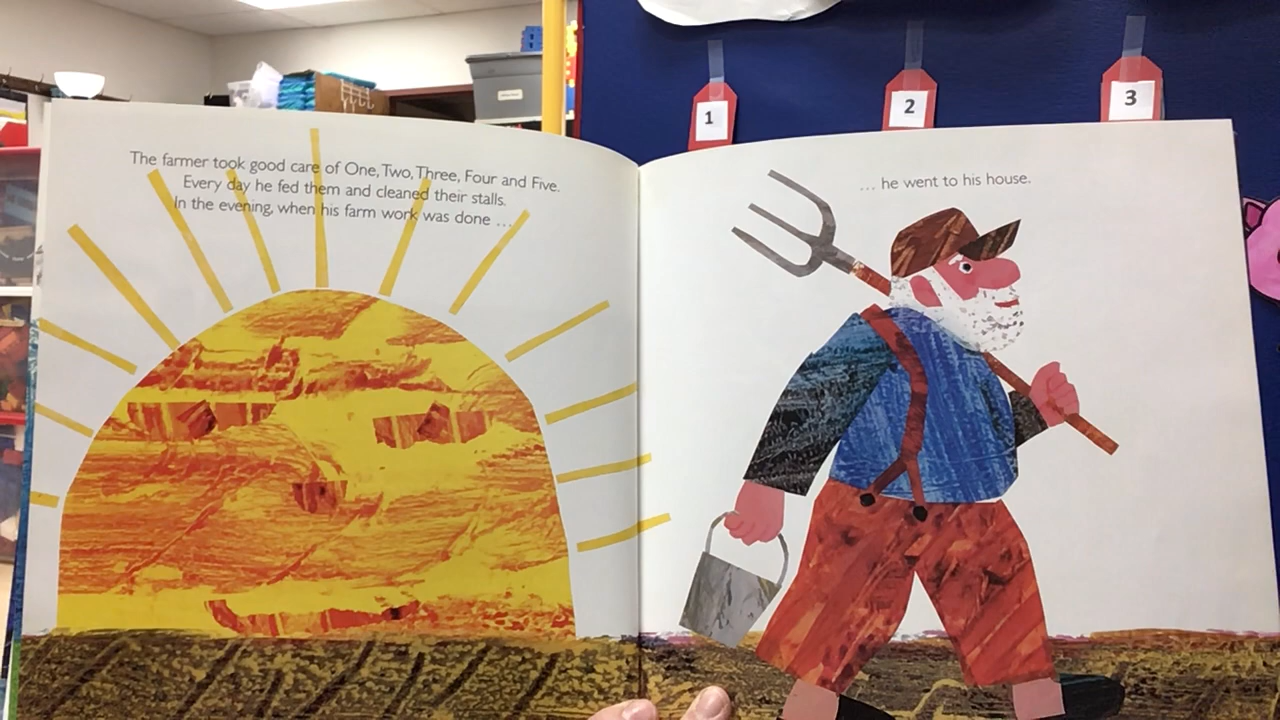 1
2
3
The farmer took good care of One, Two, Three, Four and Five.
Every day he fed them and cleaned their stalls.
In the evening, when his farm work was done ...
... he went to his house.